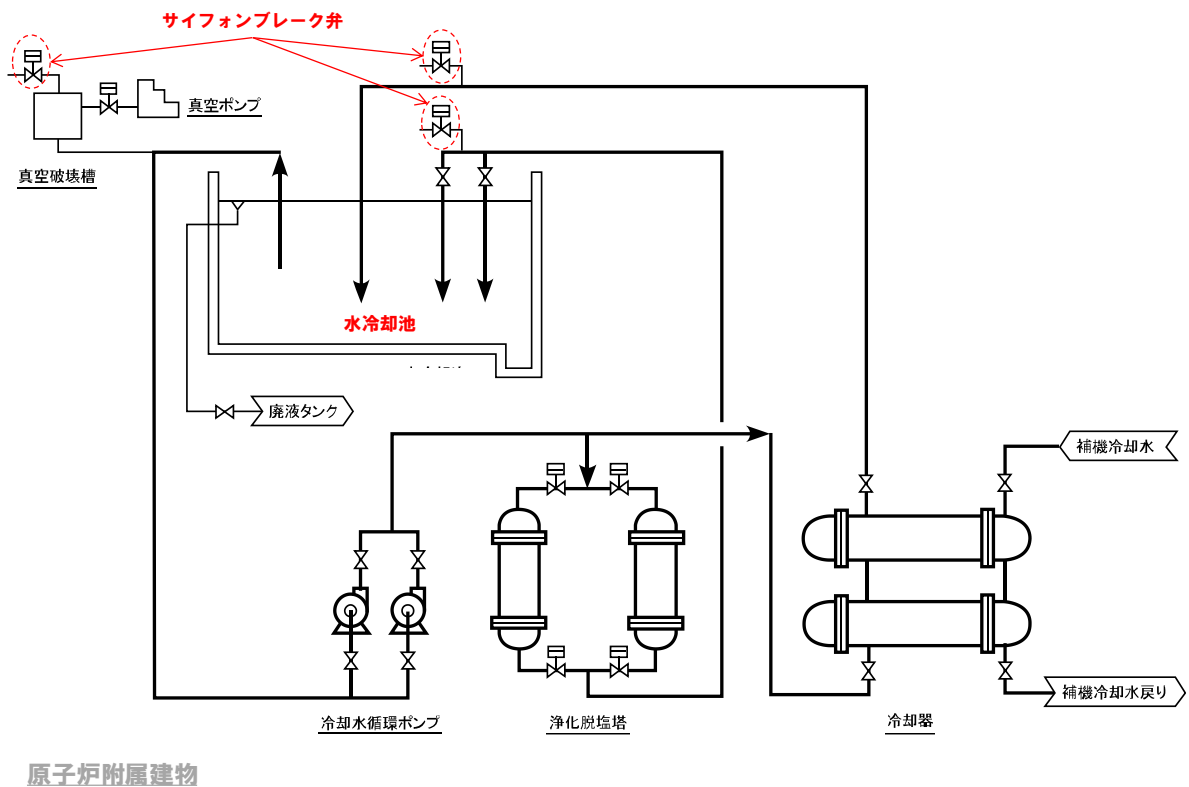 サイフォンブレーク弁
真空ポンプ
真空破壊槽
水冷却池
廃液タンク
補機冷却水
補機冷却水戻り
冷却水循環ポンプ
浄化脱塩塔
冷却器
原子炉附属建物